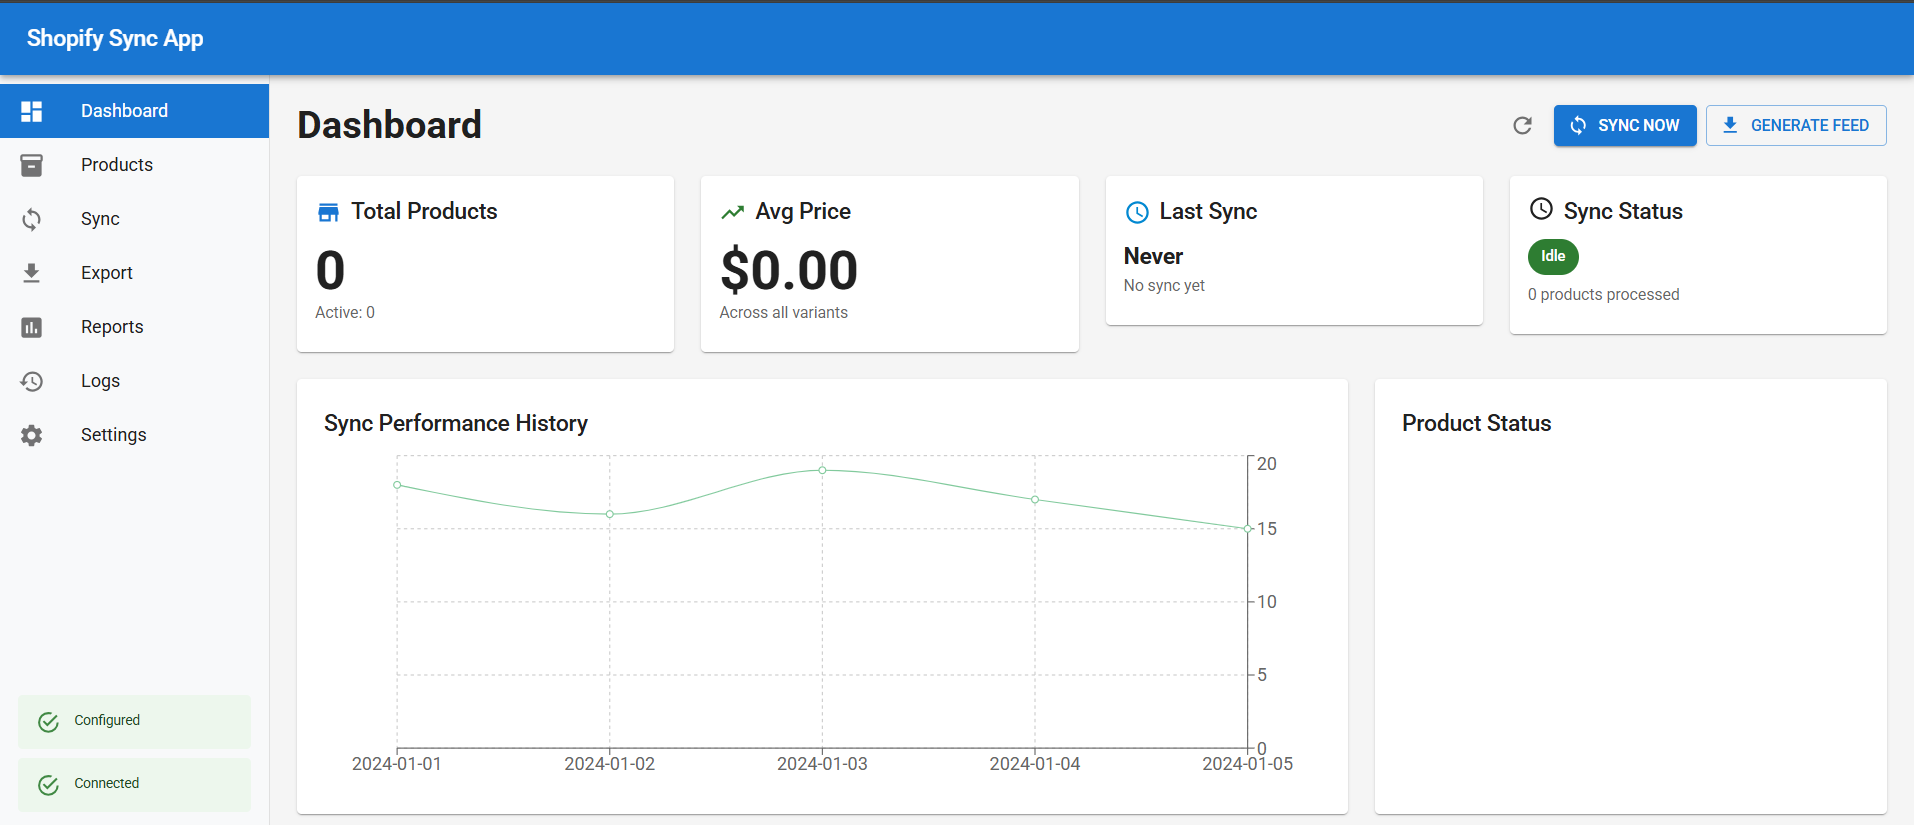 Shopify Sync App
Dashboard
Products
Sync
Export
Reports
Logs
Settings
Configured
Connected
Dashboard
SYNC NOW
GENERATE FEED
Total Products
0
Active: 0
Avg Price
$0.00
Across all variants
Last Sync
Never
No sync yet
Sync Status
Idle
0 products processed
Sync Performance History
20
15
10
5
0
2024-01-01
2024-01-02
2024-01-03
2024-01-04
2024-01-05
Product Status